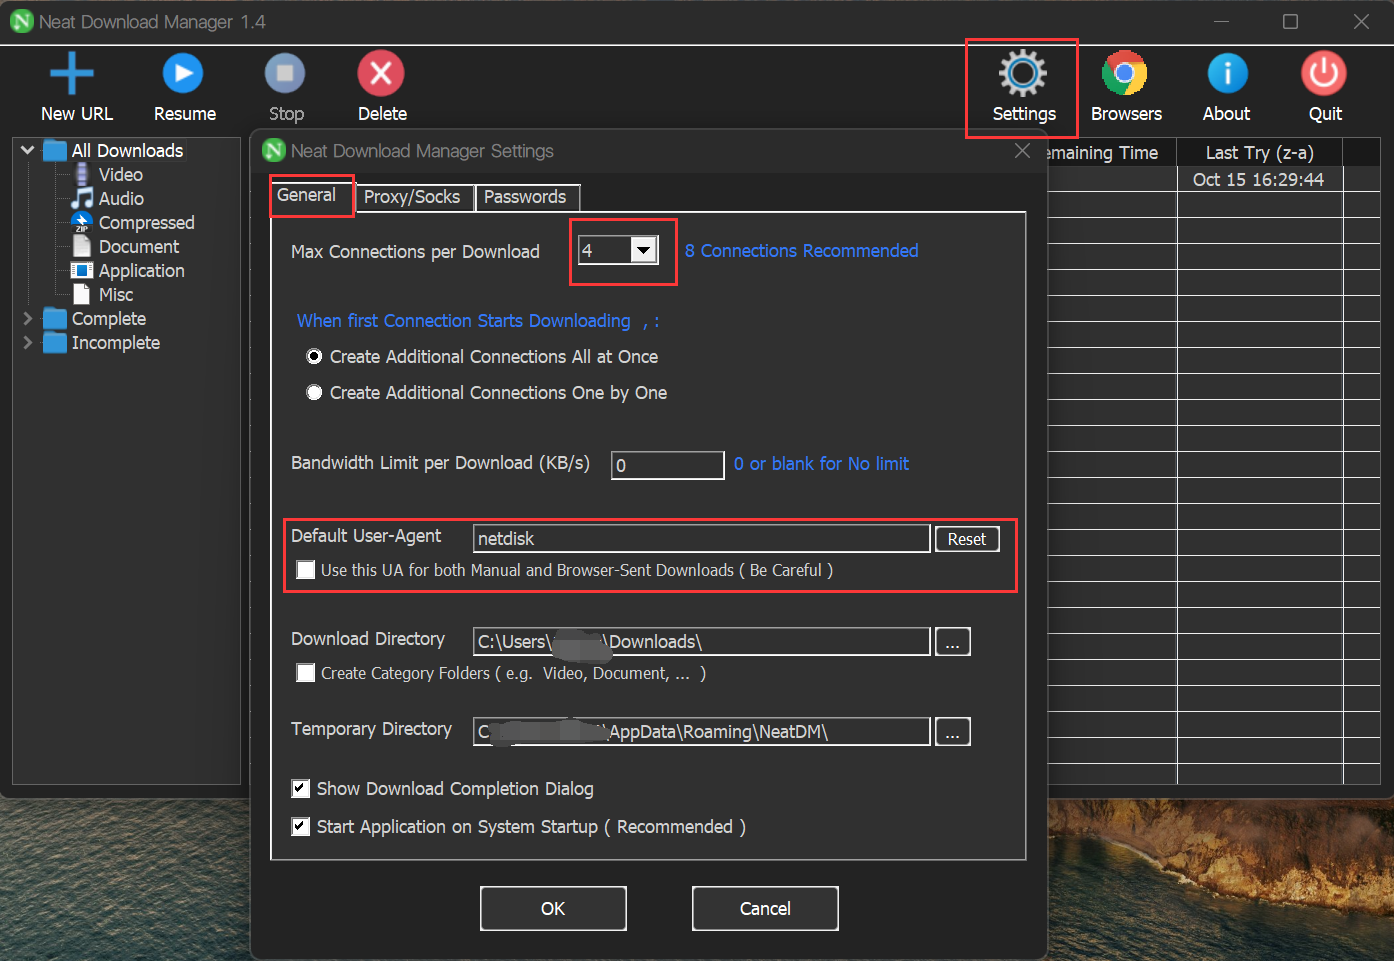 Neat Download Manager 1.4
New URL
Resume
Stop
Delete
Settings
Browsers
About
Quit
All Downloads
Video
Audio
Compressed
ZIP
Document
Application
Misc
Complete
Incomplete
emaining Time
Last Try (z-a)
Oct 15 16:29:44
Neat Download Manager Settings
General
Proxy/Socks
Passwords
Max Connections per Download
4
8 Connections Recommended
When first Connection Starts Downloading , :
Create Additional Connections All at Once
Create Additional Connections One by One
Bandwidth Limit per Download (KB/s)
0
0 or blank for No limit
Default User-Agent
netdisk
Reset
Use this UA for both Manual and Browser-Sent Downloads ( Be Careful )
Download Directory
C:\Users\ \Downloads\
...
Create Category Folders ( e.g. Video, Document, ... )
Temporary Directory
C \AppData\Roaming\NeatDM\
...
Show Download Completion Dialog
Start Application on System Startup ( Recommended )
OK
Cancel